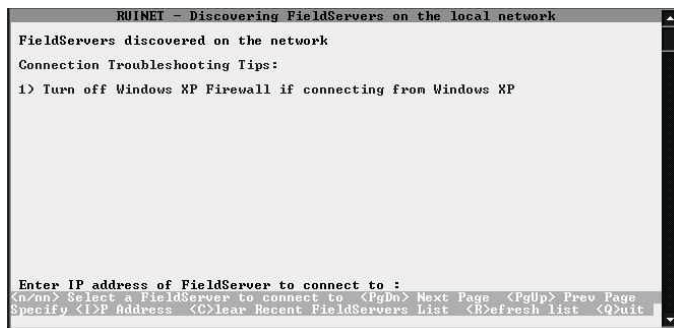 RUINET - Discovering FieldServers on the local network
FieldServers discovered on the network
Connection Troubleshooting Tips:
1) Turn off Windows XP Firewall if connecting from Windows XP
Enter IP address of FieldServer to connect to :
<n/nn> Select a FieldServer to connect to <PgDn> Next Page <PgUp> Prev Page
Specify <I>P Address <C>lear Recent FieldServers List <R>efresh list <Q>uit